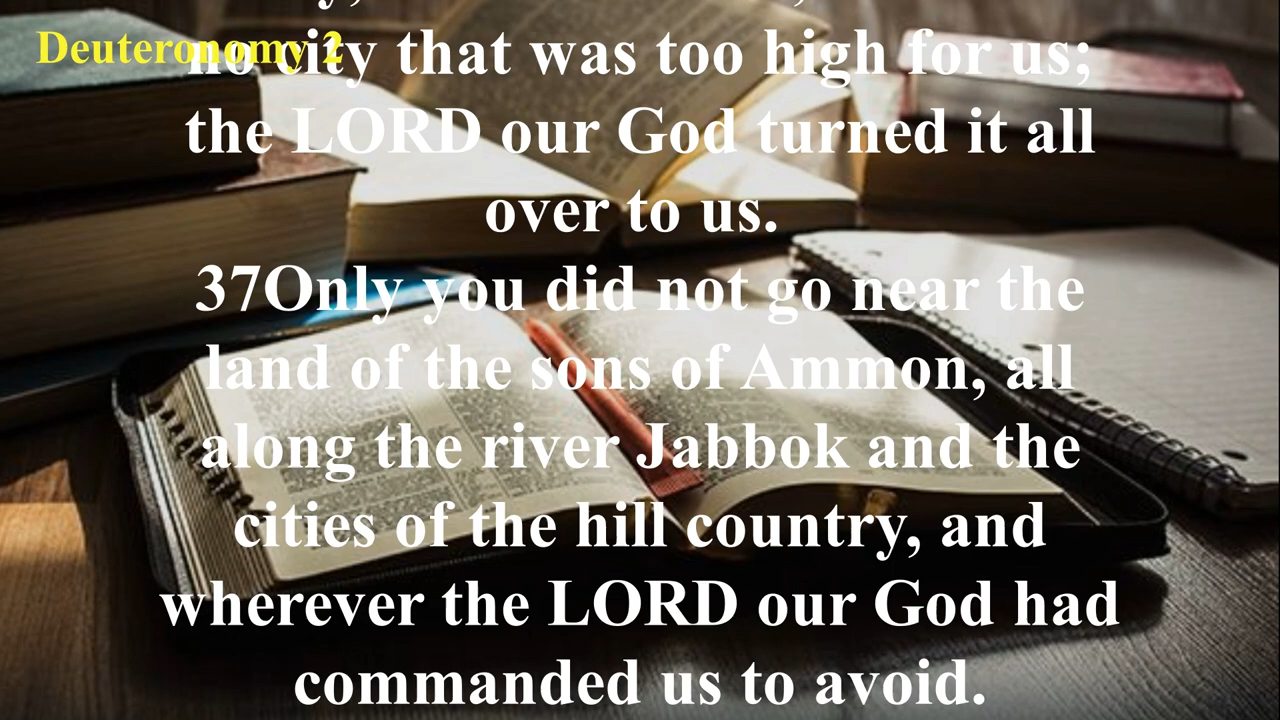 Deuteronomy 2
no city that was too high for us;
the LORD our God turned it all
over to us.
37Only you did not go near the
land of the sons of Ammon, all
along the river Jabbok and the
cities of the hill country, and
wherever the LORD our God had
commanded us to avoid.